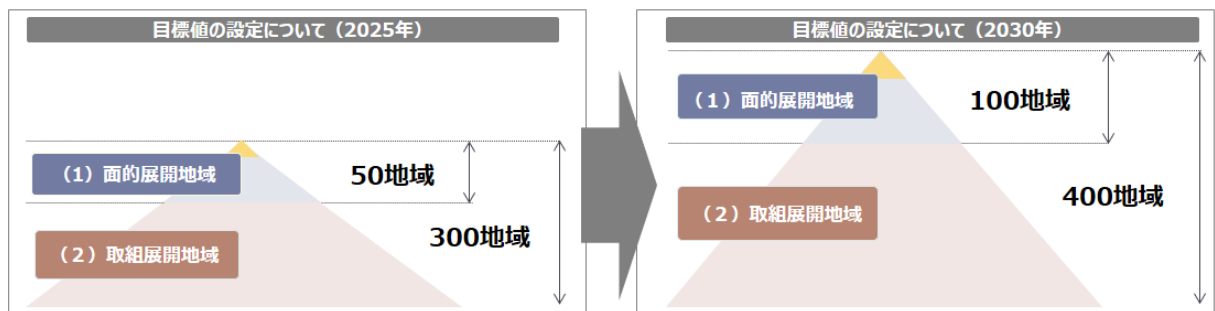 目標値の設定について（2025年）
（1）面的展開地域
50地域
300地域
（2）取組展開地域
目標値の設定について（2030年）
（1）面的展開地域
100地域
（2）取組展開地域
400地域